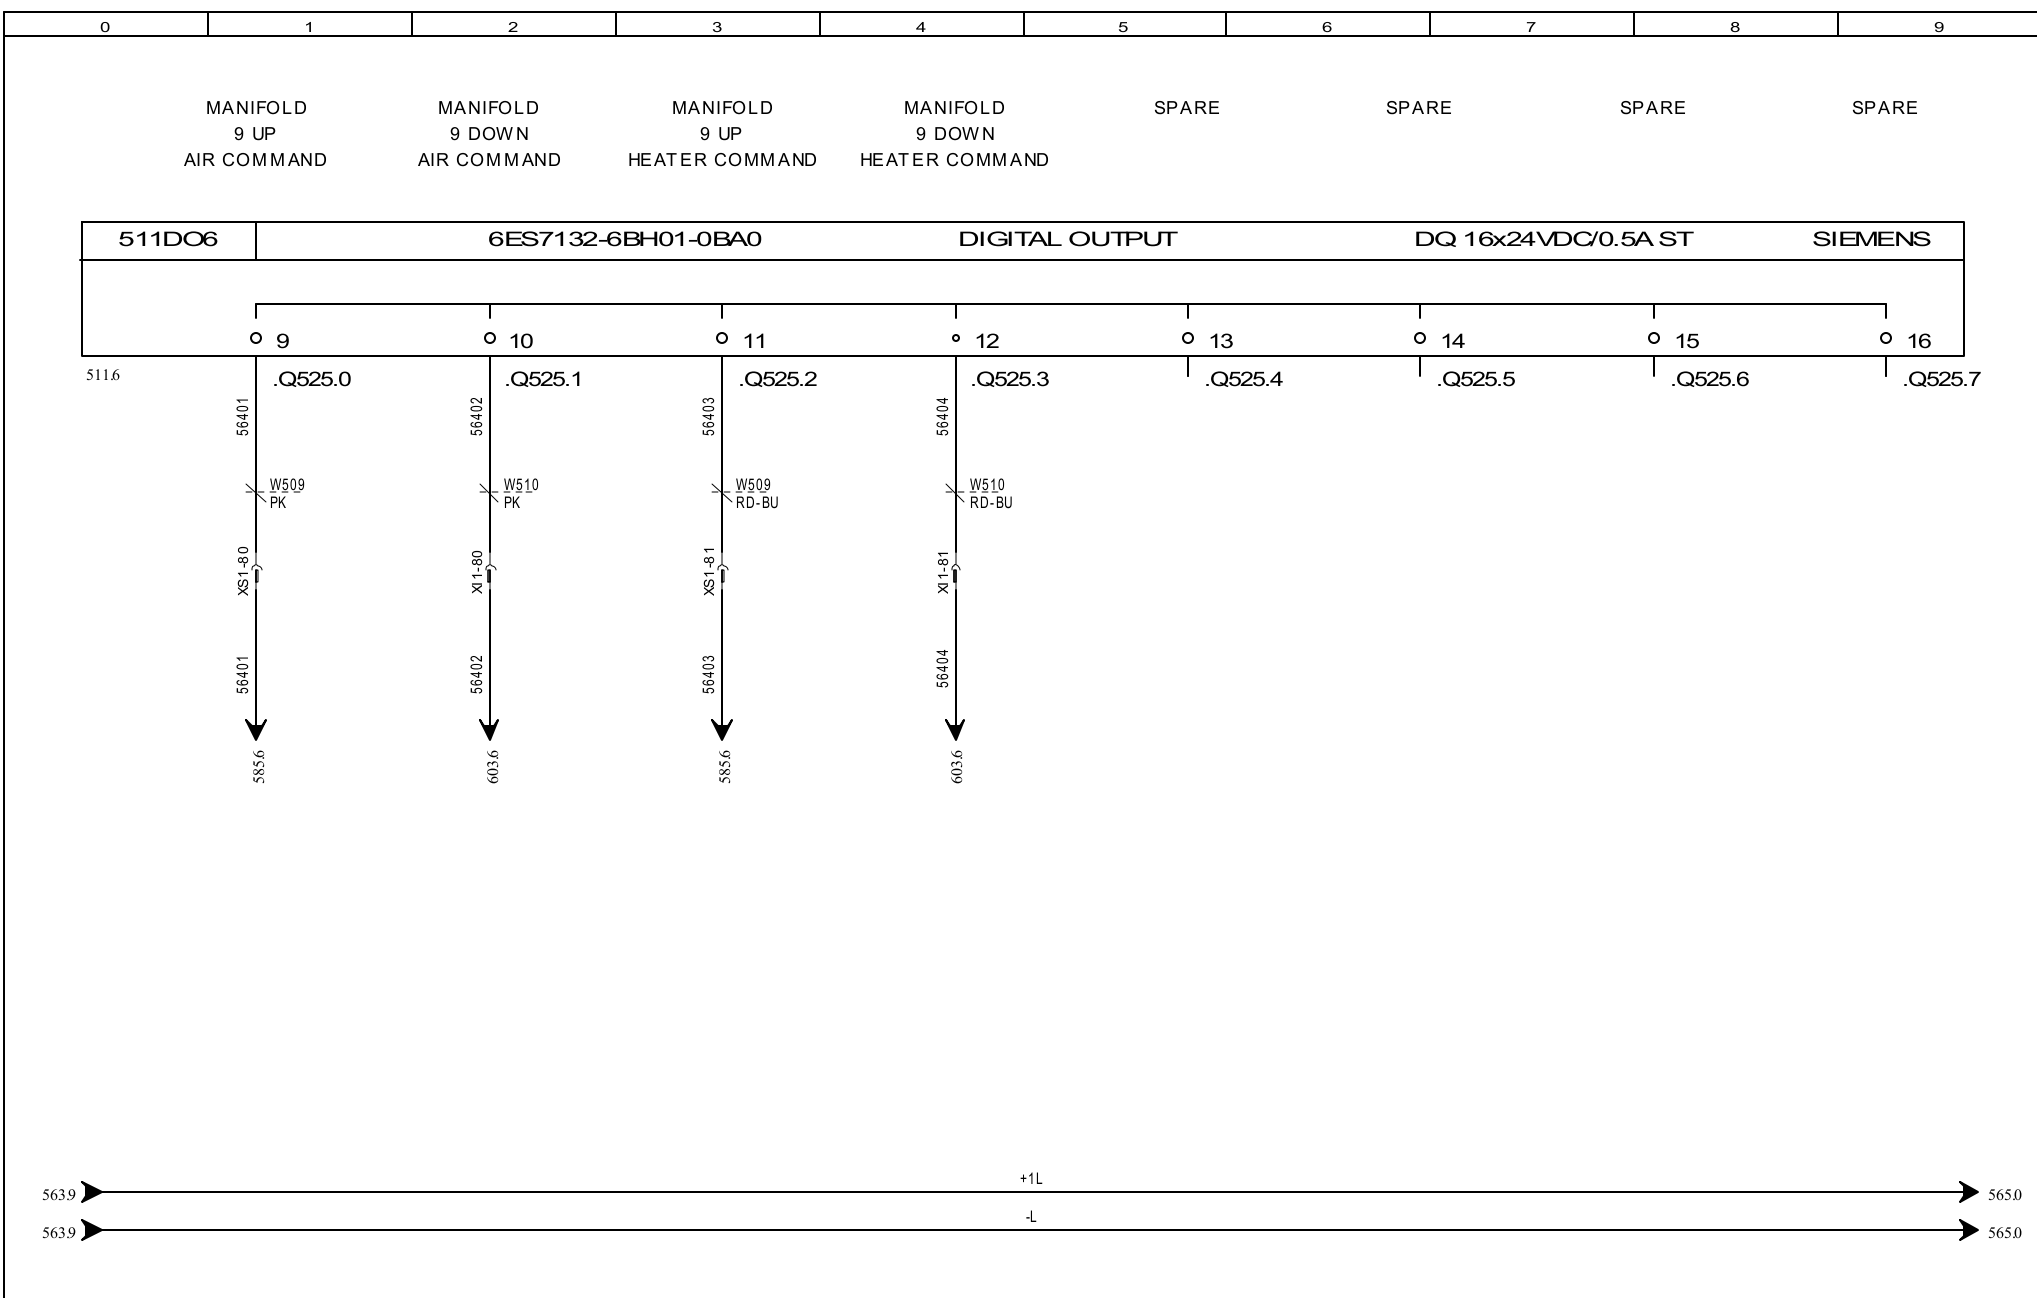 0 1 2 3 4 5 6 7 8 9
MANIFOLD MANIFOLD MANIFOLD MANIFOLD SPARE SPARE SPARE SPARE
9 UP 9 DOWN 9 UP 9 DOWN
AIR COMMAND AIR COMMAND HEATER COMMAND HEATER COMMAND
511DO6 6ES7132-6BH01-0BA0 DIGITAL OUTPUT DQ 16x24VDC/0.5A ST SIEMENS
9 10 11 12 13 14 15 16
511.6
.Q525.0 .Q525.1 .Q525.2 .Q525.3 .Q525.4 .Q525.5 .Q525.6 .Q525.7
56401 56402 56403 56404
W509 W510 W509 W510
PK PK RD-BU RD-BU
XS1-80 XI1-80 XS1-81 XI1-81
56401 56402 56403 56404
585.6 603.6 585.6 603.6
+1L
563.9 565.0
-L
563.9 565.0